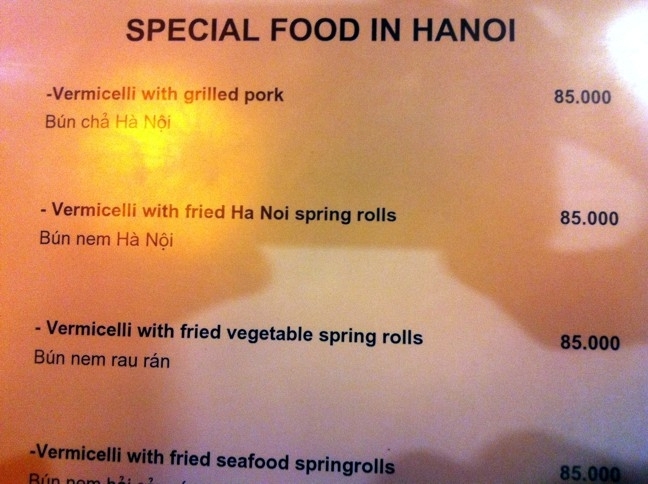 SPECIAL FOOD IN HANOI
-Vermicelli with grilled pork 85.000
Bún chả Hà Nội
- Vermicelli with fried Ha Noi spring rolls 85.000
Bún nem Hà Nội
- Vermicelli with fried vegetable spring rolls 85.000
Bún nem rau rán
-Vermicelli with fried seafood springrolls 85.000
Bún nem